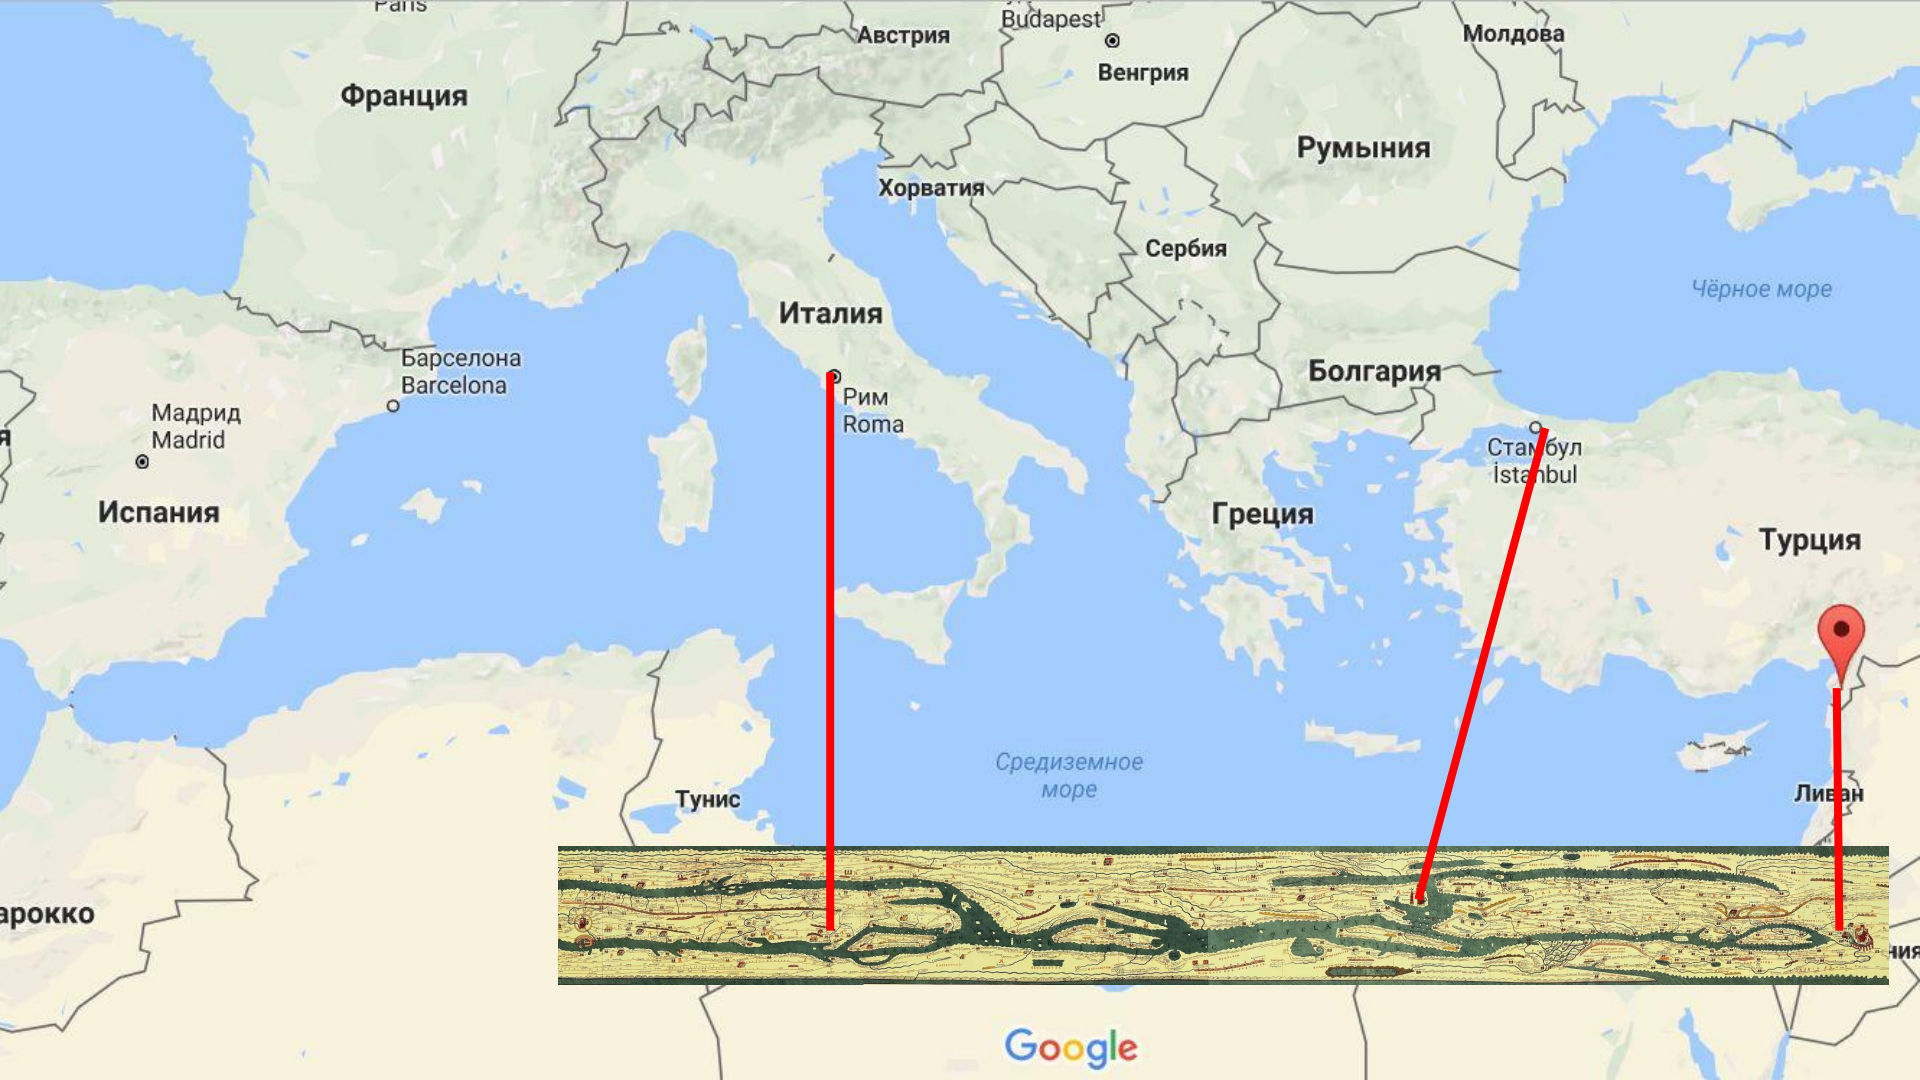 Paris
Австрия
Budapest
Венгрия
Молдова
Франция
Румыния
Хорватия
Сербия
Чёрное море
Италия
Барселона
Barcelona
Болгария
Рим
Roma
Мадрид
Madrid
Стамбул
İstanbul
Испания
Греция
Турция
Средиземное
море
Тунис
Ливан
арокко
ния
Google